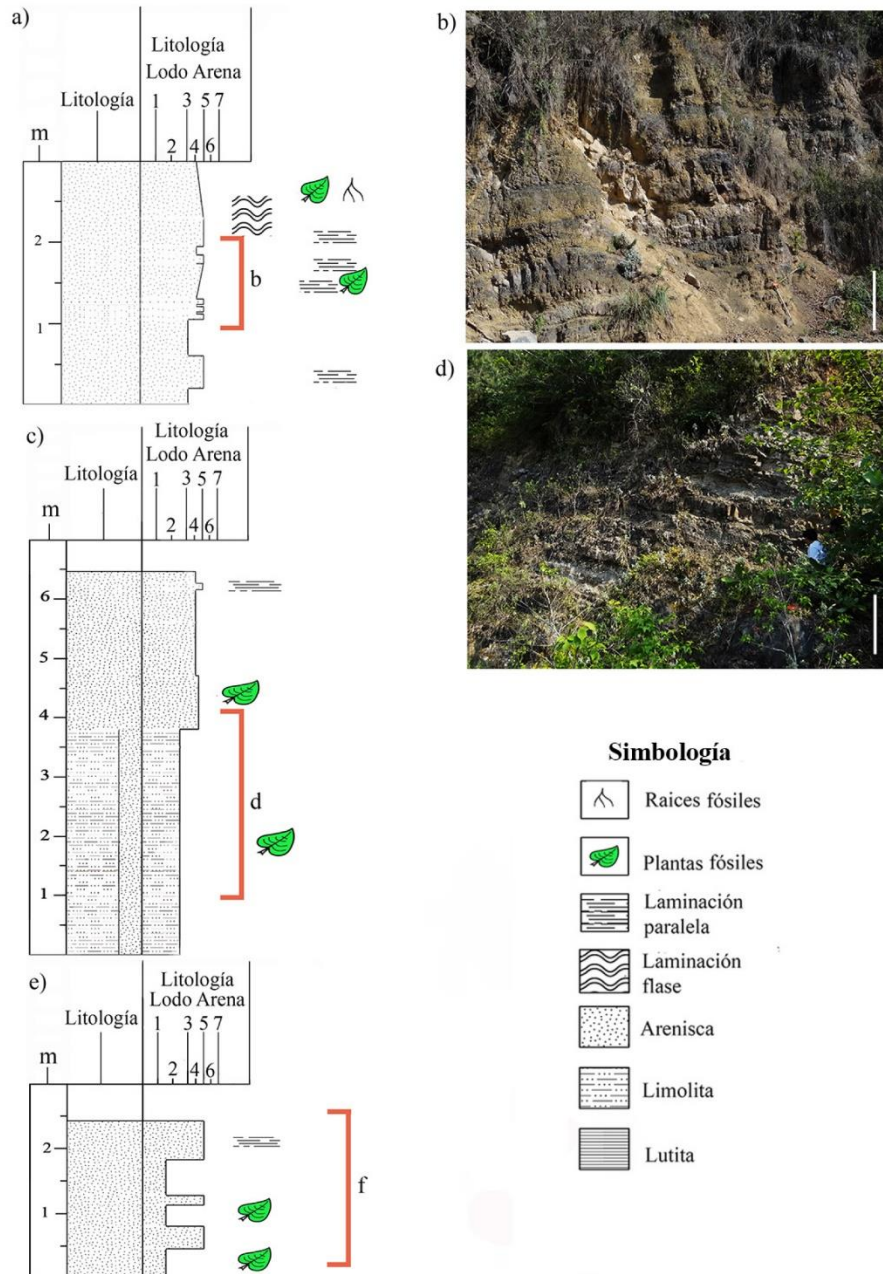 a)
Litología
Lodo Arena
Litología
1 3 5 7
2 4 6
m
2
1
b
b)
c)
Litología
Lodo Arena
Litología
1 3 5 7
2 4 6
m
6
5
4
3
2
1
d
d)
e)
Litología
Lodo Arena
Litología
1 3 5 7
2 4 6
m
2
1
f
Simbología
Raices fósiles
Plantas fósiles
Laminación
paralela
Laminación
flase
Arenisca
Limolita
Lutita